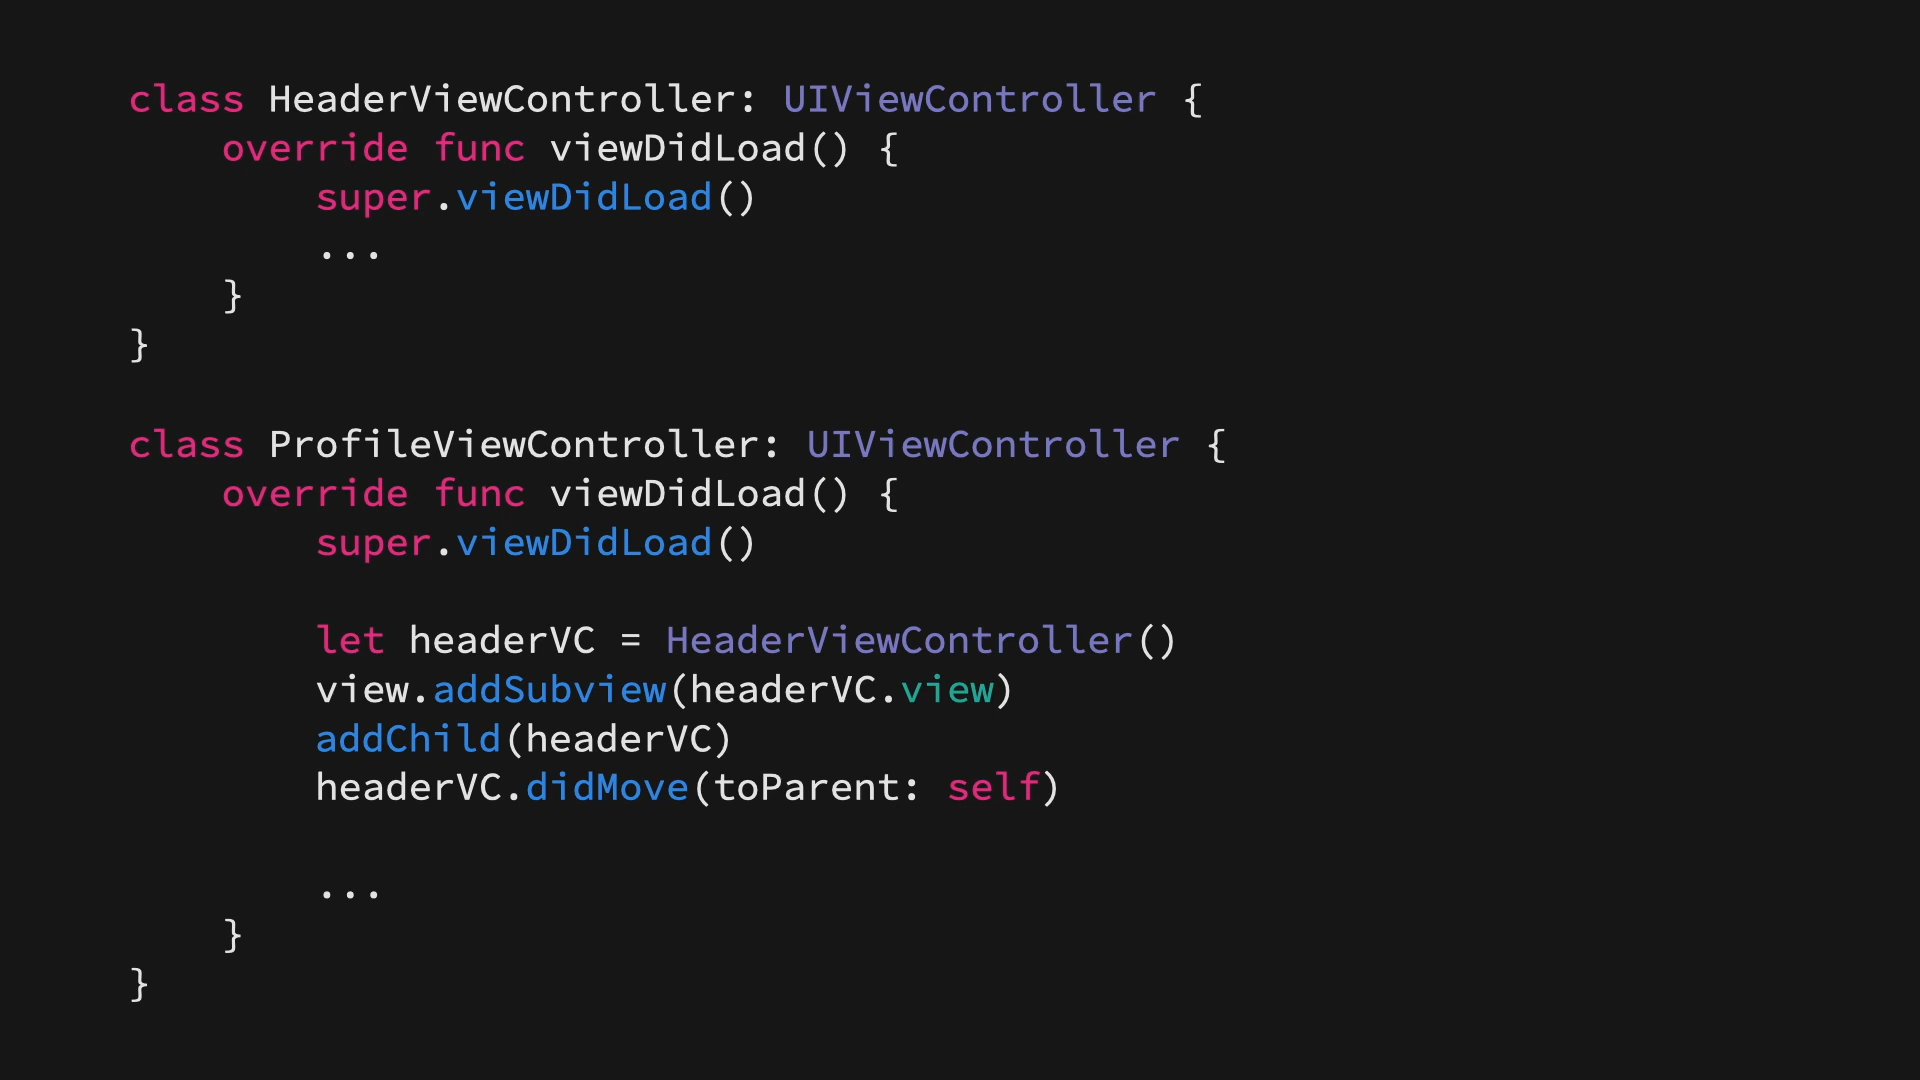 class HeaderViewController: UIViewController {
    override func viewDidLoad() {
        super.viewDidLoad()
        ...
    }
}

class ProfileViewController: UIViewController {
    override func viewDidLoad() {
        super.viewDidLoad()

        let headerVC = HeaderViewController()
        view.addSubview(headerVC.view)
        addChild(headerVC)
        headerVC.didMove(toParent: self)

        ...
    }
}